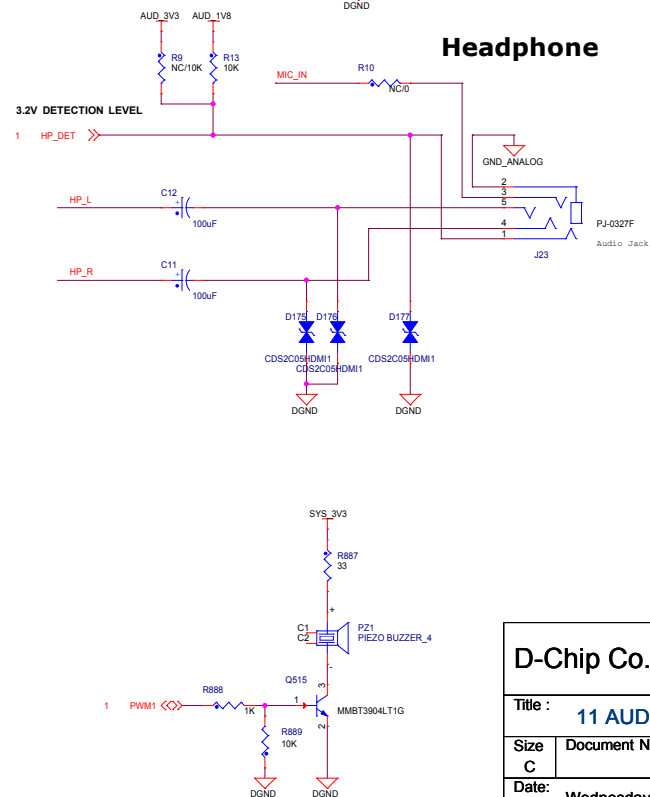 DGND
AUD_3V3 AUD_1V8
Headphone
R9
NC/10K
R13
10K
MIC_IN
R10
NC/0
3.2V DETECTION LEVEL
1 HP_DET
GND_ANALOG
2
3
5
4
1
PJ-0327F
Audio Jack
J23
HP_L
C12
+
100uF
HP_R
C11
+
100uF
D175 D176 D177
CDS2C05HDMI1
CDS2C05HDMI1
CDS2C05HDMI1
DGND DGND
SYS_3V3
R887
33
+
C1
C2
PZ1
PIEZO BUZZER_4
-
Q515
3
1
2
MMBT3904LT1G
1 PWM1
R888
1K
R889
10K
DGND DGND
D-Chip Co.
Title :
11 AUD
Size
C
Document N
Date:
Wednesday